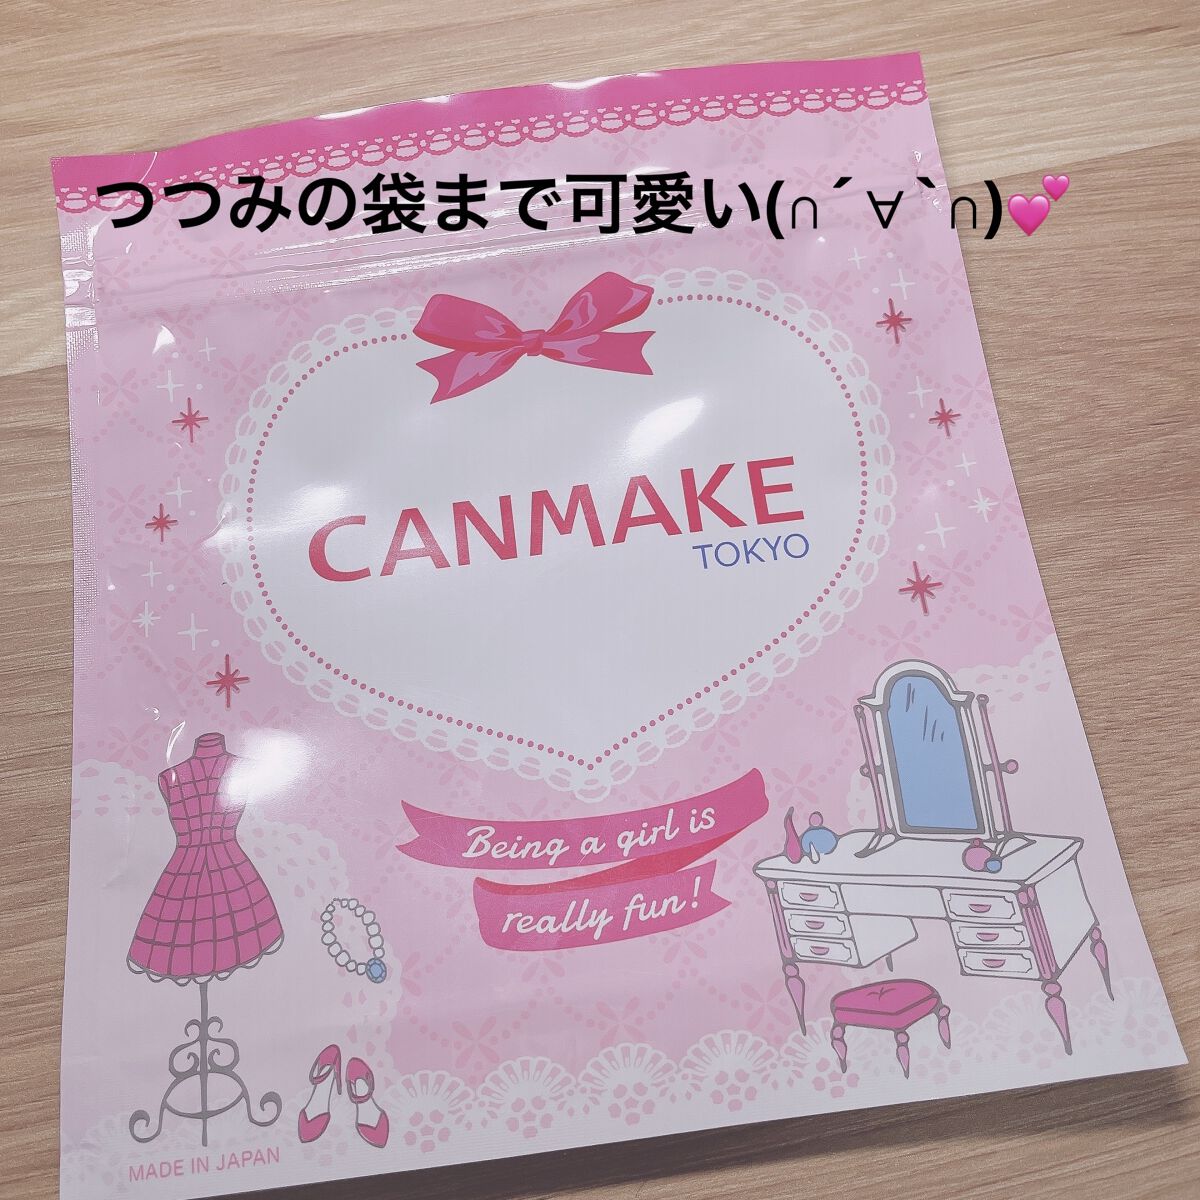 つつみの袋まで可愛い(∩´∀`∩)💕
CANMAKE
TOKYO
Being a girl is
really fun!
MADE IN JAPAN